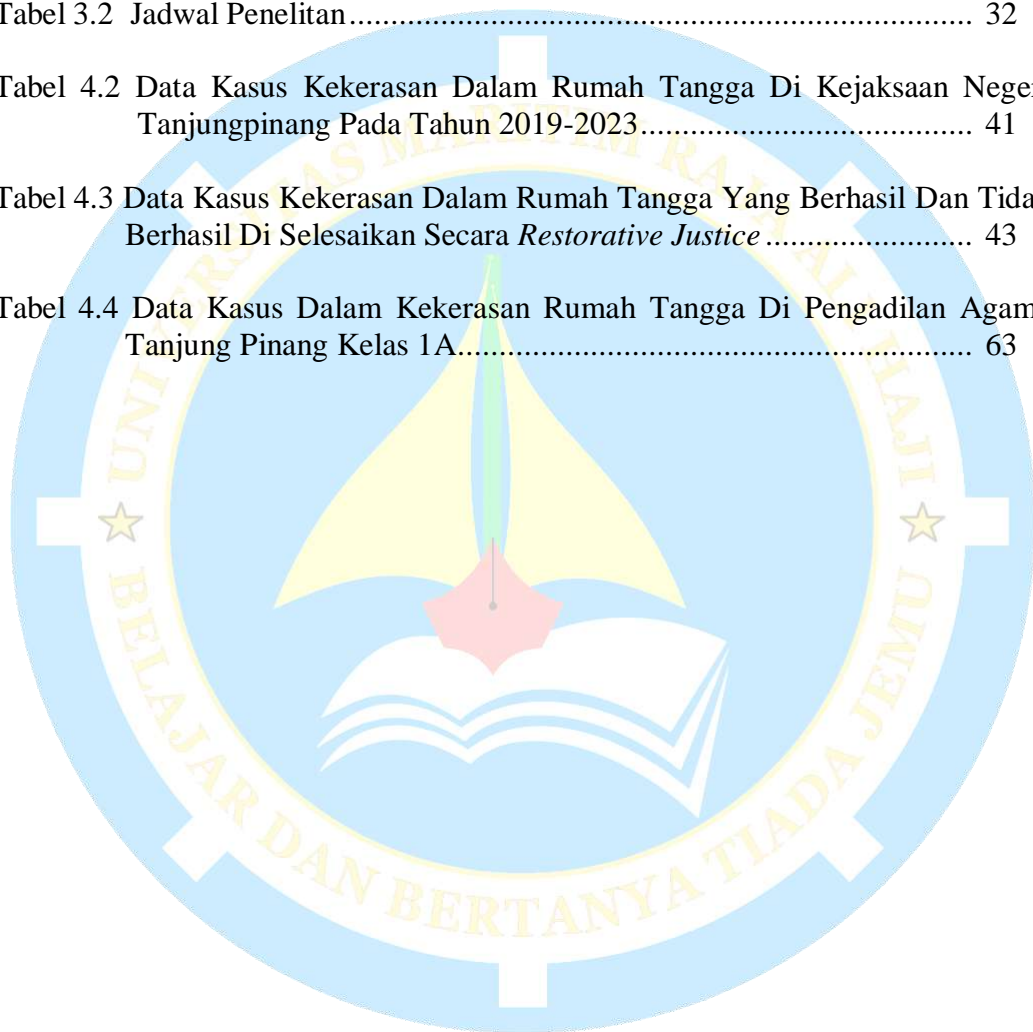 Tabel 3.2 Jadwal Penelitan........................................................................... 32
Tabel 4.2 Data Kasus Kekerasan Dalam Rumah Tangga Di Kejaksaan Neger
Tanjungpinang Pada Tahun 2019-2023........................................ 41
Tabel 4.3 Data Kasus Kekerasan Dalam Rumah Tangga Yang Berhasil Dan Tida
Berhasil Di Selesaikan Secara Restorative Justice ......................... 43
Tabel 4.4 Data Kasus Dalam Kekerasan Rumah Tangga Di Pengadilan Agam
Tanjung Pinang Kelas 1A.............................................................. 63
UNIVERSITAS MARITIM RAJA ALI HAJI
BELAJAR DAN BERTANYA TIADA JEMU